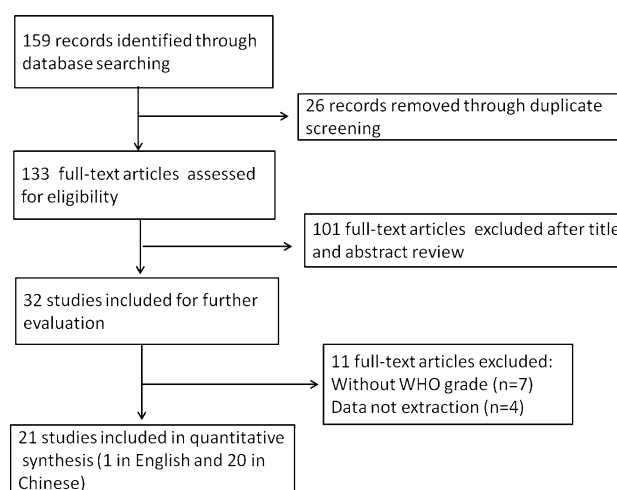 159 records identified through
database searching
26 records removed through duplicate
screening
133 full-text articles assessed
for eligibility
101 full-text articles excluded after title
and abstract review
32 studies included for further
evaluation
11 full-text articles excluded:
Without WHO grade (n=7)
Data not extraction (n=4)
21 studies included in quantitative
synthesis (1 in English and 20 in
Chinese)